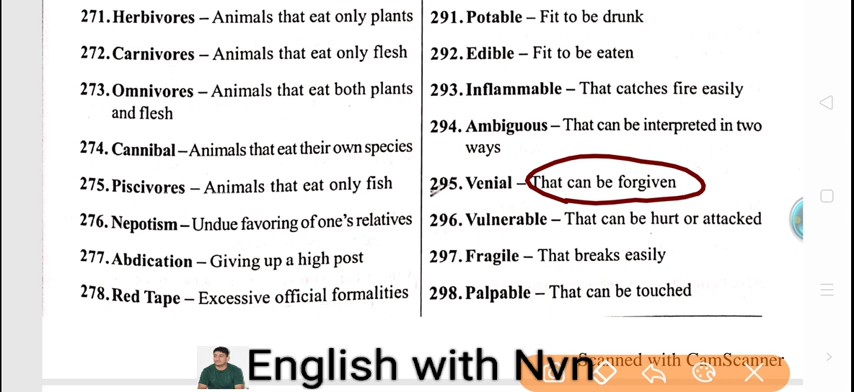 271. Herbivores – Animals that eat only plants
272. Carnivores – Animals that eat only flesh
273. Omnivores – Animals that eat both plants
and flesh
274. Cannibal – Animals that eat their own species
275. Piscivores – Animals that eat only fish
276. Nepotism – Undue favoring of one's relatives
277. Abdication – Giving up a high post
278. Red Tape – Excessive official formalities
291. Potable – Fit to be drunk
292. Edible – Fit to be eaten
293. Inflammable – That catches fire easily
294. Ambiguous – That can be interpreted in two
ways
295. Venial – That can be forgiven
296. Vulnerable – That can be hurt or attacked
297. Fragile – That breaks easily
298. Palpable – That can be touched
English with Nvn
Scanned with CamScanner